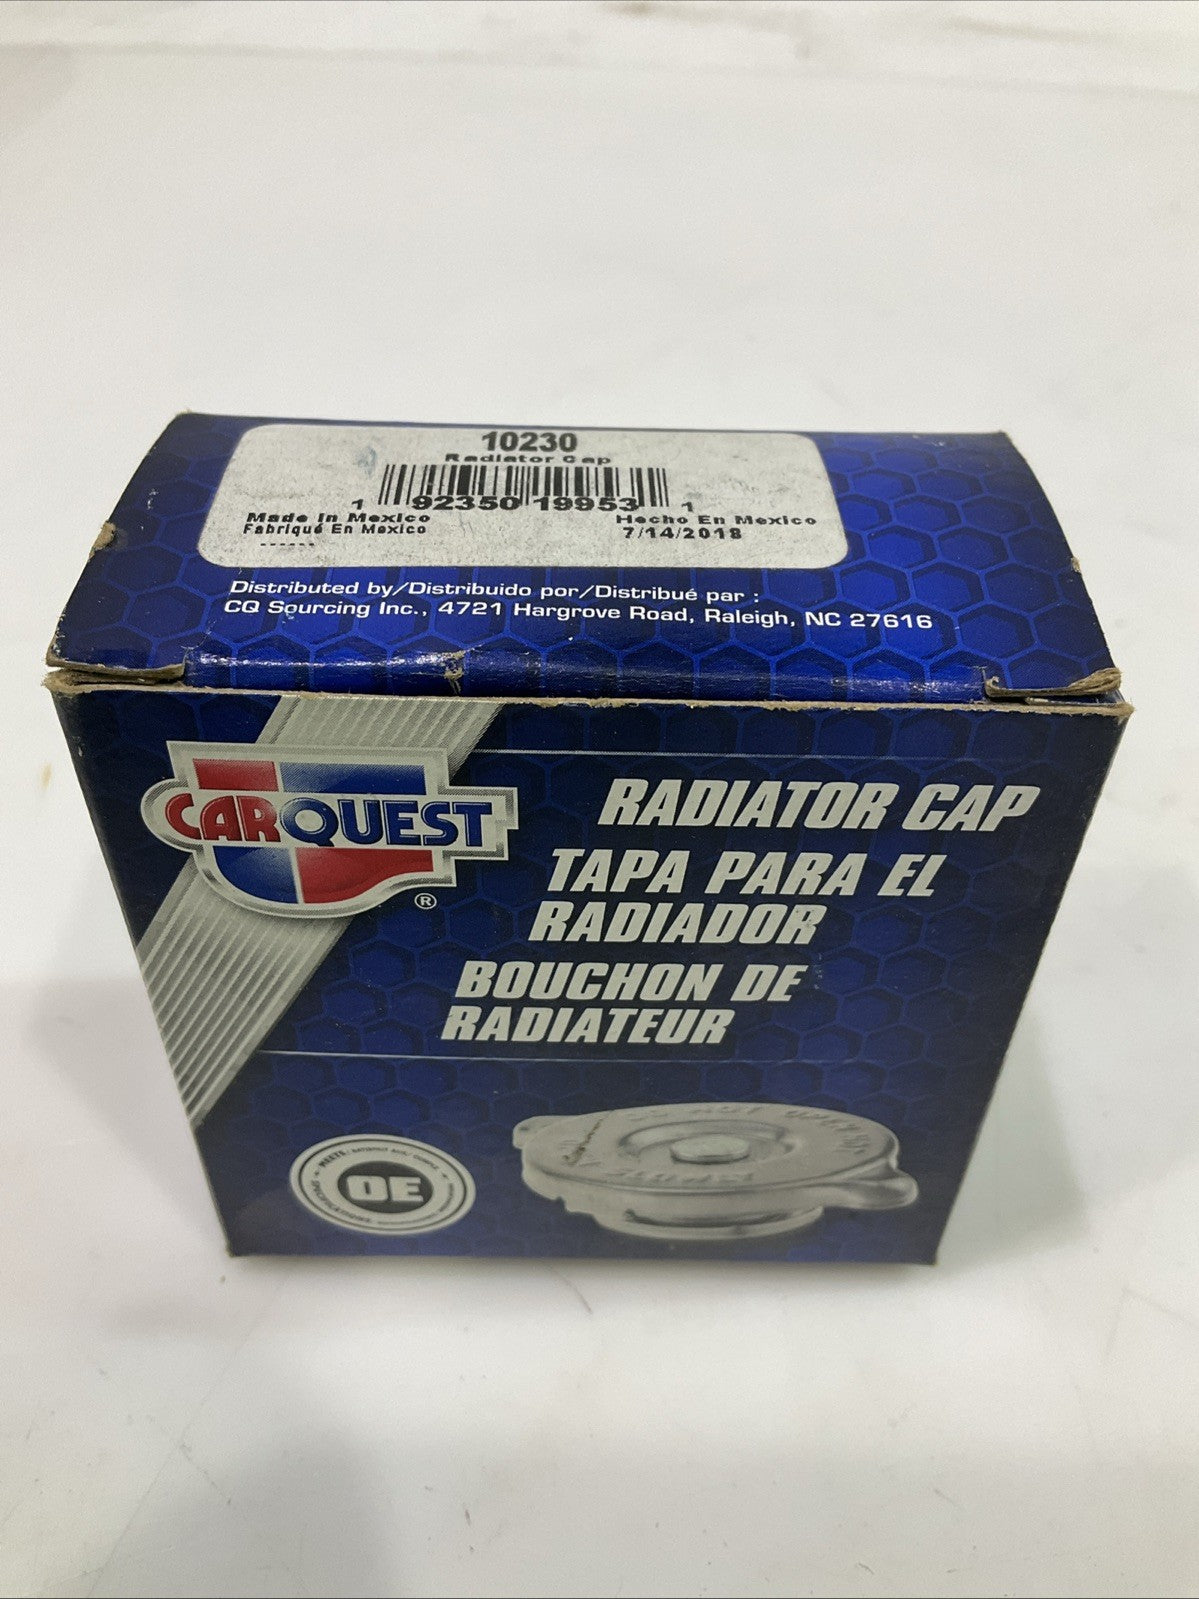 10230
Radiator Cap
1 92350 19953 1
Made In Mexico
Fabriqué En Mexico
Hecho En Mexico
7/14/2018
Distributed by/Distribuido por/Distribué par :
CQ Sourcing Inc., 4721 Hargrove Road, Raleigh, NC 27616
CARQUEST
®
RADIATOR CAP
TAPA PARA EL
RADIADOR
BOUCHON DE
RADIATEUR
MEETS
OE
SPECIFICATIONS